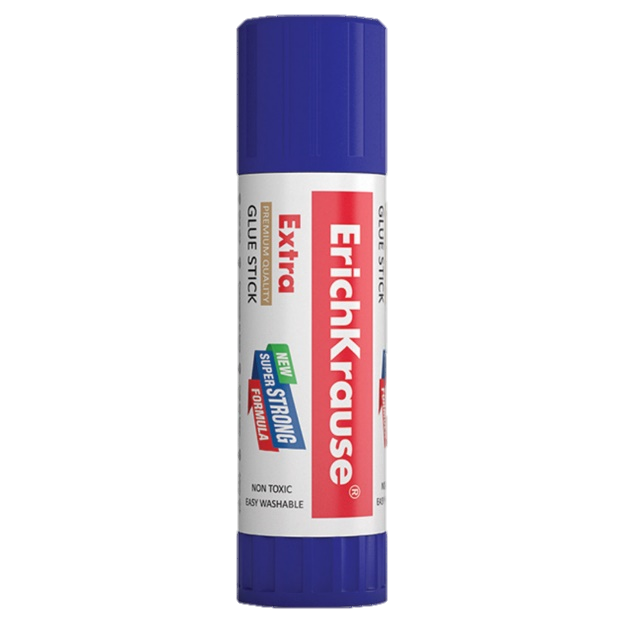 ErichKrause®
Extra
PREMIUM QUALITY
GLUE STICK
NEW
SUPER STRONG
FORMULA
NON TOXIC
EASY WASHABLE
GLUE STICK